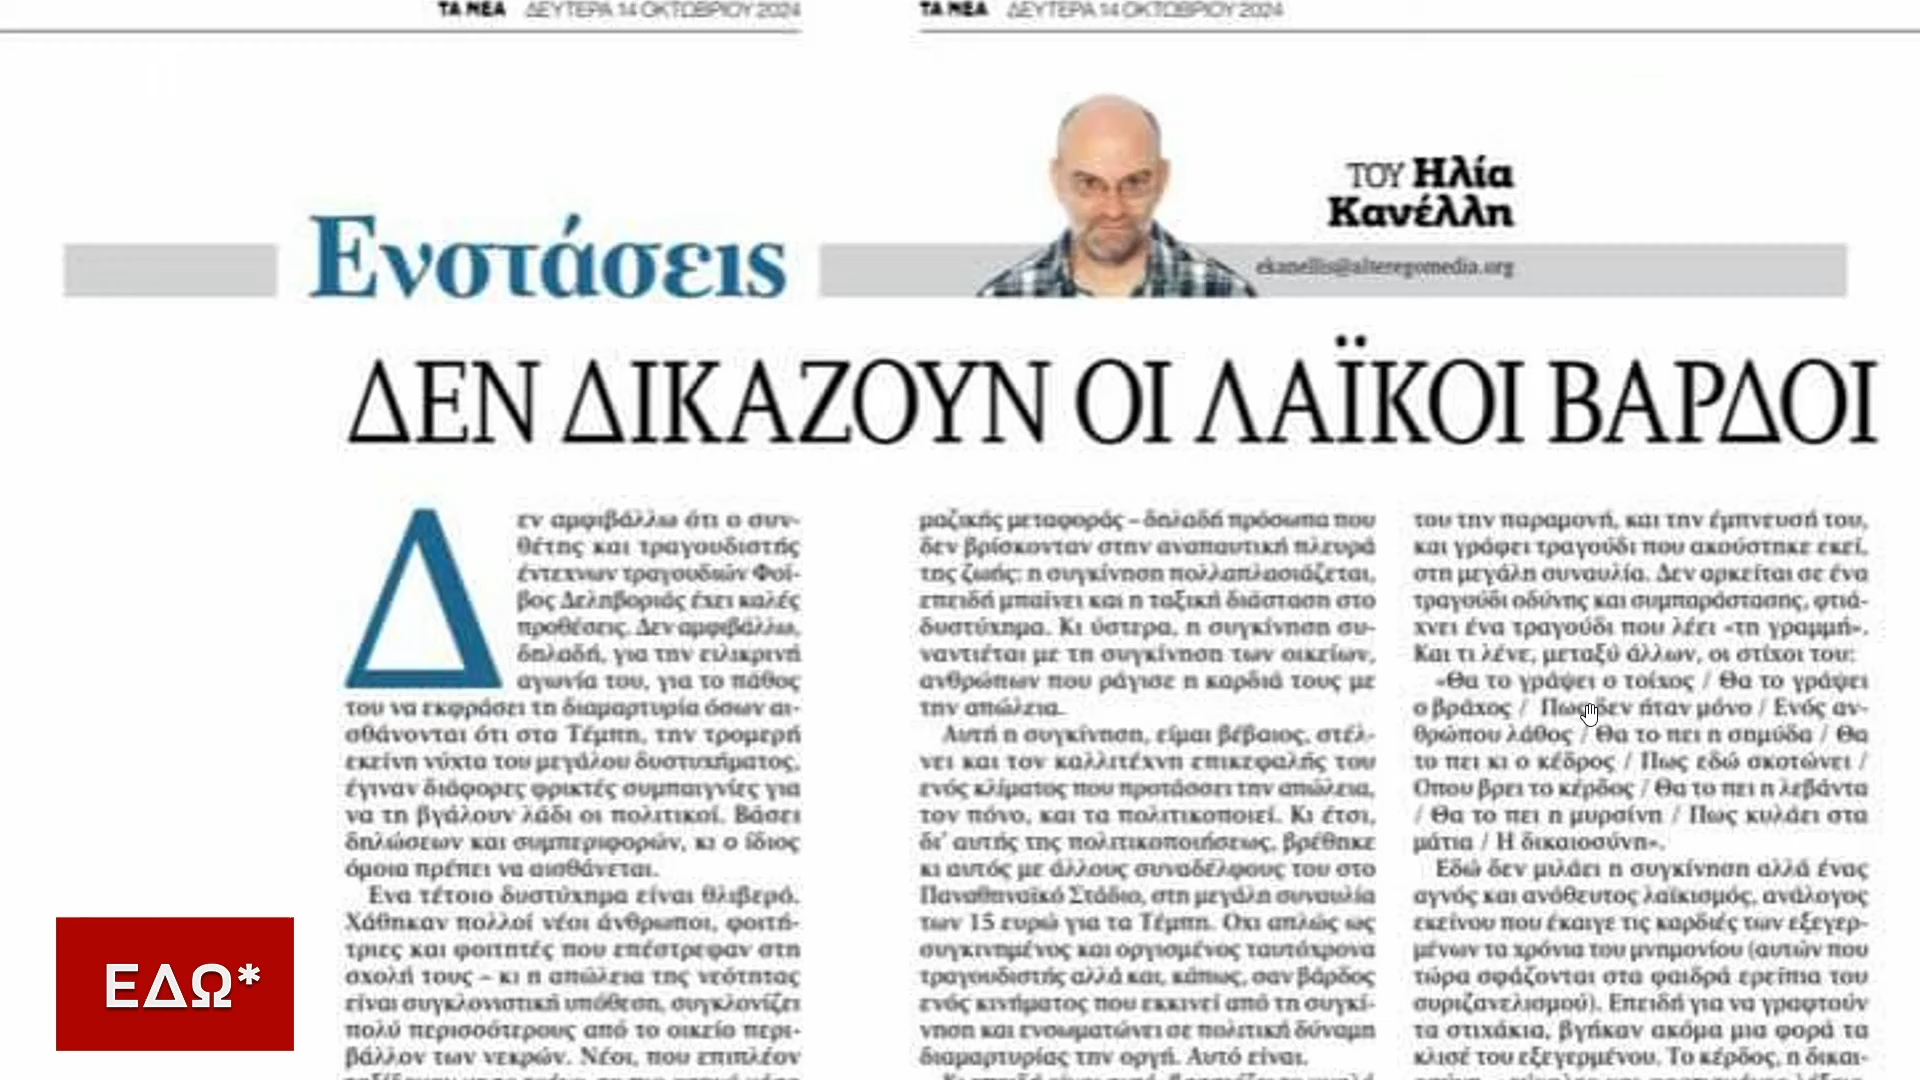 ΤΑ ΝΕΑ ΔΕΥΤΕΡΑ 14 ΟΚΤΩΒΡΙΟΥ 2024
ΤΑ ΝΕΑ ΔΕΥΤΕΡΑ 14 ΟΚΤΩΒΡΙΟΥ 2024
Ενστάσεις
ΤΟΥ Ηλία
Κανέλλη
ekanellis@alteregomedia.org
ΔΕΝ ΔΙΚΑΖΟΥΝ ΟΙ ΛΑΪΚΟΙ ΒΑΡΔΟΙ
Δεν αμφιβάλλω ότι ο συν-
θέτης και τραγουδιστής
έντεχνων τραγουδιών Φοί-
βος Δεληβοριάς έχει καλές
προθέσεις. Δεν αμφιβάλλω,
δηλαδή, για την ειλικρινή
αγωνία του, για το πάθος
του να εκφράσει τη διαμαρτυρία όσων αι-
σθάνονται ότι στα Τέμπη, την τρομερή
εκείνη νύχτα του μεγάλου δυστυχήματος,
έγιναν διάφορες φρικτές συμπαιγνίες για
να τη βγάλουν λάδι οι πολιτικοί. Βάσει
δηλώσεων και συμπεριφορών, κι ο ίδιος
όμοια πρέπει να αισθάνεται.
Ενα τέτοιο δυστύχημα είναι θλιβερό.
Χάθηκαν πολλοί νέοι άνθρωποι, φοιτή-
τριες και φοιτητές που επέστρεφαν στη
σχολή τους – κι η απώλεια της νεότητας
είναι συγκλονιστική υπόθεση, συγκλονίζει
πολύ περισσότερους από το οικείο περι-
βάλλον των νεκρών. Νέοι, που επιπλέον
μαζικής μεταφοράς – δηλαδή πρόσωπα που
δεν βρίσκονταν στην αναπαυτική πλευρά
της ζωής: η συγκίνηση πολλαπλασιάζεται,
επειδή μπαίνει και η ταξική διάσταση στο
δυστύχημα. Κι ύστερα, η συγκίνηση συ-
ναντιέται με τη συγκίνηση των οικείων,
ανθρώπων που ράγισε η καρδιά τους με
την απώλεια.
Αυτή η συγκίνηση, είμαι βέβαιος, στέλ-
νει και τον καλλιτέχνη επικεφαλής του
ενός κλίματος που προτάσσει την απώλεια,
τον πόνο, και τα πολιτικοποιεί. Κι έτσι,
δι' αυτής της πολιτικοποιήσεως, βρέθηκε
κι αυτός με άλλους συναδέλφους του στο
Παναθηναϊκό Στάδιο, στη μεγάλη συναυλία
των 15 ευρώ για τα Τέμπη. Οχι απλώς ως
συγκινημένος και οργισμένος ταυτόχρονα
τραγουδιστής αλλά και, κάπως, σαν βάρδος
ενός κινήματος που εκκινεί από τη συγκί-
νηση και ενσωματώνει σε πολιτική δύναμη
διαμαρτυρίας την οργή. Αυτό είναι.
του την παραμονή, και την έμπνευσή του,
και γράφει τραγούδι που ακούστηκε εκεί,
στη μεγάλη συναυλία. Δεν αρκείται σε ένα
τραγούδι οδύνης και συμπαράστασης, φτιά-
χνει ένα τραγούδι που λέει «τη γραμμή».
Και τι λένε, μεταξύ άλλων, οι στίχοι του;
«Θα το γράψει ο τοίχος / Θα το γράψει
ο βράχος / Πως δεν ήταν μόνο / Ενός αν-
θρώπου λάθος / Θα το πει η σημύδα / Θα
το πει κι ο κέδρος / Πως εδώ σκοτώνει /
Οπου βρει το κέρδος / Θα το πει η λεβάντα
/ Θα το πει η μυρσίνη / Πως κυλάει στα
μάτια / Η δικαιοσύνη».
Εδώ δεν μιλάει η συγκίνηση αλλά ένας
αγνός και ανόθευτος λαϊκισμός, ανάλογος
εκείνου που έκαιγε τις καρδιές των εξεγερ-
μένων τα χρόνια του μνημονίου (αυτών που
τώρα σφάζονται στα φαιδρά ερείπια του
συριζανελισμού). Επειδή για να γραφτούν
τα στιχάκια, βγήκαν ακόμα μια φορά τα
κλισέ του εξεγερμένου. Το κέρδος, η δικαι-
ΕΔΩ*